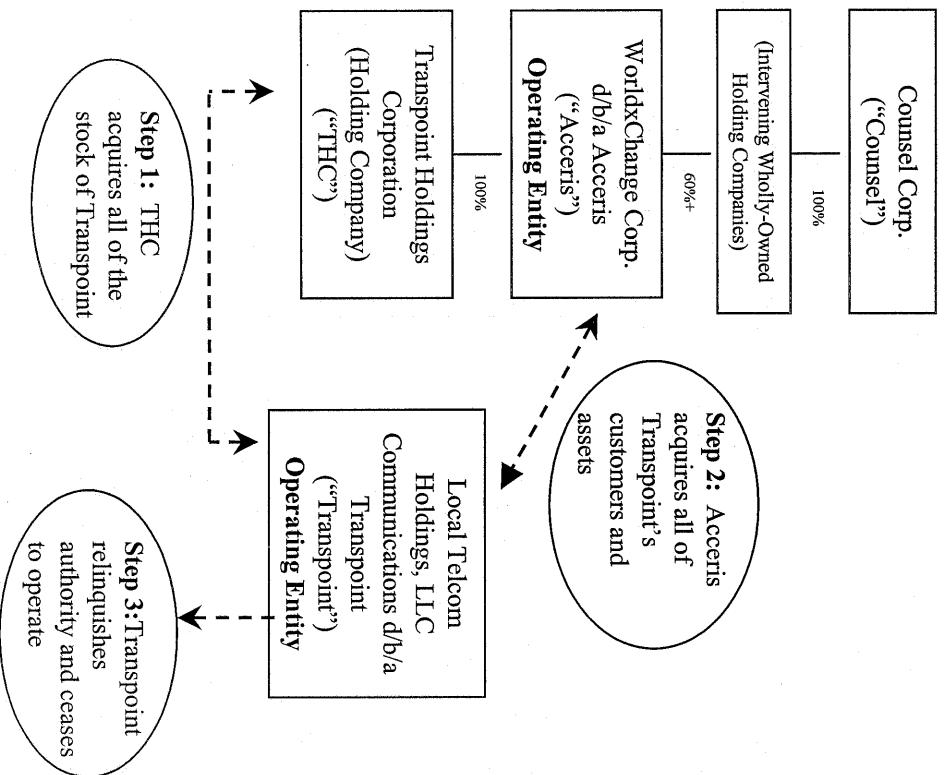 Counsel Corp.
(“Counsel”)
100%
(Intervening Wholly-Owned
Holding Companies)
60%+
WorldxChange Corp.
d/b/a Acceris
(“Acceris”)
Operating Entity
100%
Transpoint Holdings
Corporation
(Holding Company)
(“THC”)
Step 1: THC
acquires all of the
stock of Transpoint
Step 2: Acceris
acquires all of
Transpoint's
customers and
assets
Local Telcom
Holdings, LLC
Communications d/b/a
Transpoint
(“Transpoint”)
Operating Entity
Step 3:Transpoint
relinquishes
authority and ceases
to operate